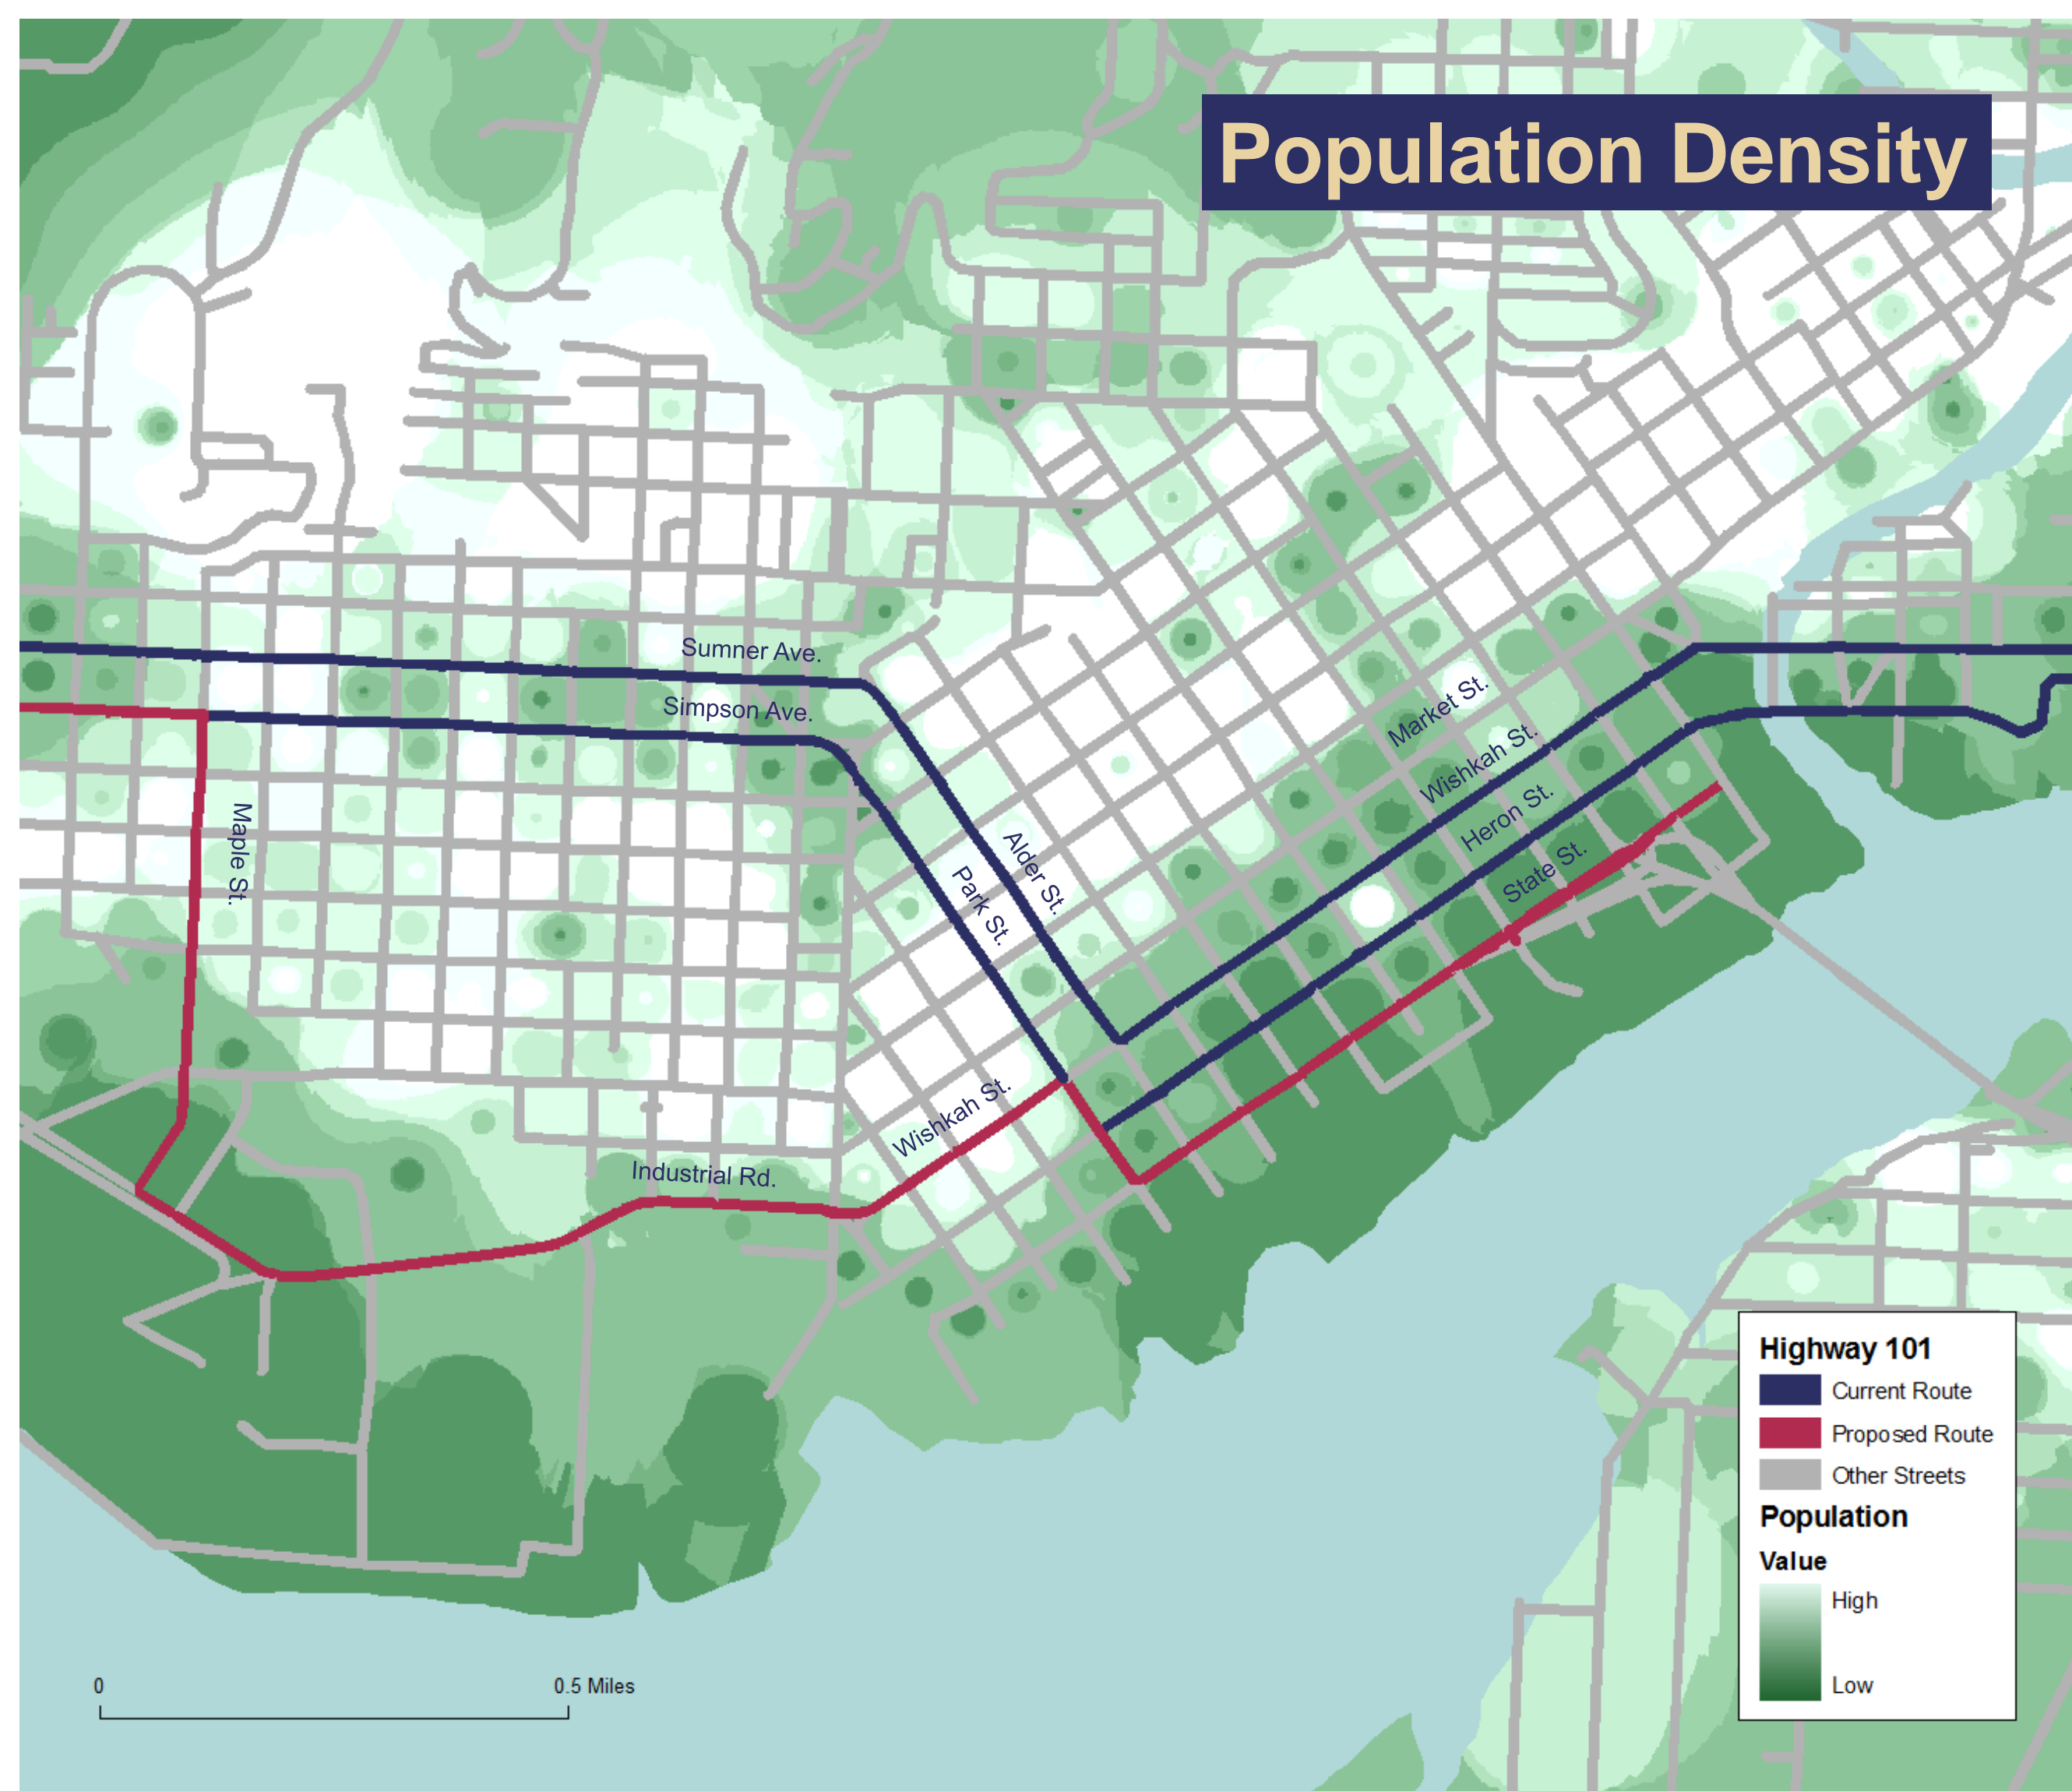 Population Density
Sumner Ave.
Simpson Ave.
Market St.
Wishkah St.
Heron St.
State St.
Maple St.
Alder St.
Park St.
Wishkah St.
Industrial Rd.
Highway 101
Current Route
Proposed Route
Other Streets
Population
Value
High
Low
0 0.5 Miles